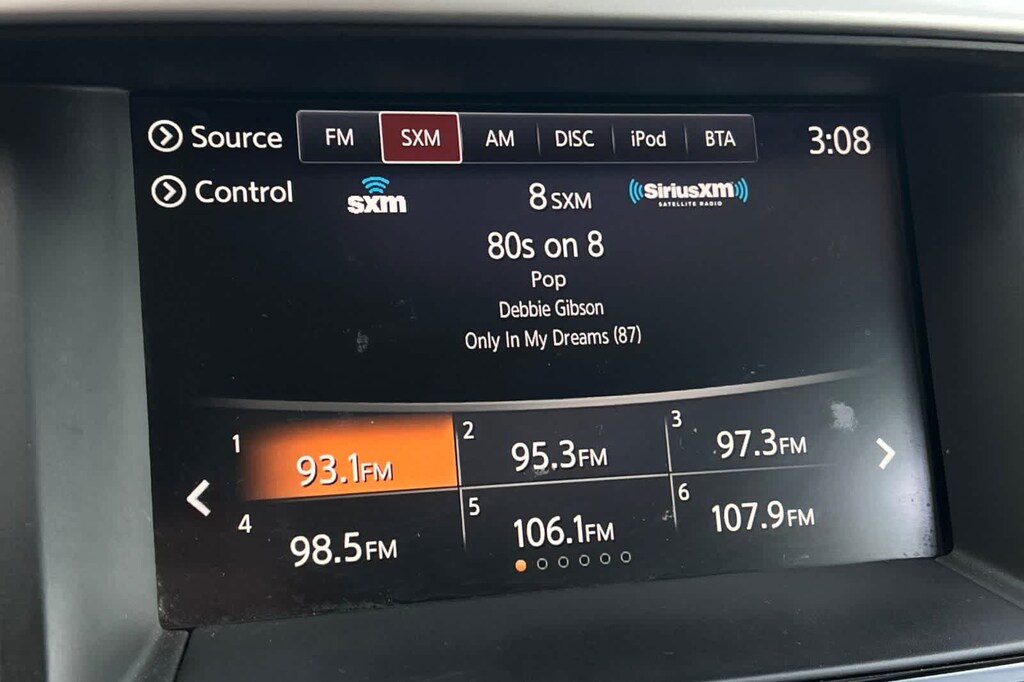 Source FM SXM AM DISC iPod BTA 3:08
Control sxm 8 SXM SiriusXM
SATELLITE RADIO
80s on 8
Pop
Debbie Gibson
Only In My Dreams (87)
1 93.1FM 2 95.3FM 3 97.3FM
4 98.5FM 5 106.1FM 6 107.9FM